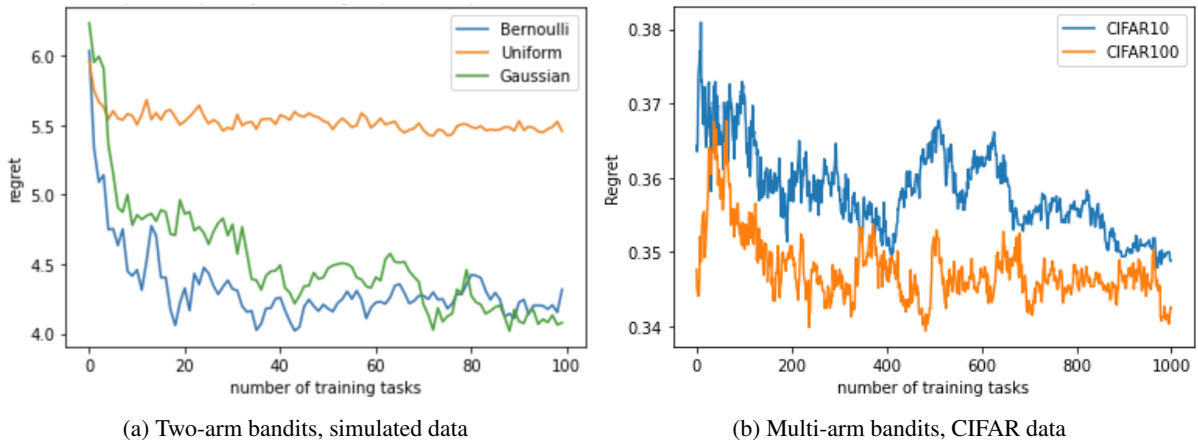 Bernoulli
Uniform
Gaussian
6.0
5.5
5.0
4.5
4.0
regret
0
20
40
60
80
100
number of training tasks
(a) Two-arm bandits, simulated data
CIFAR10
CIFAR100
0.38
0.37
0.36
0.35
0.34
Regret
0
200
400
600
800
1000
number of training tasks
(b) Multi-arm bandits, CIFAR data